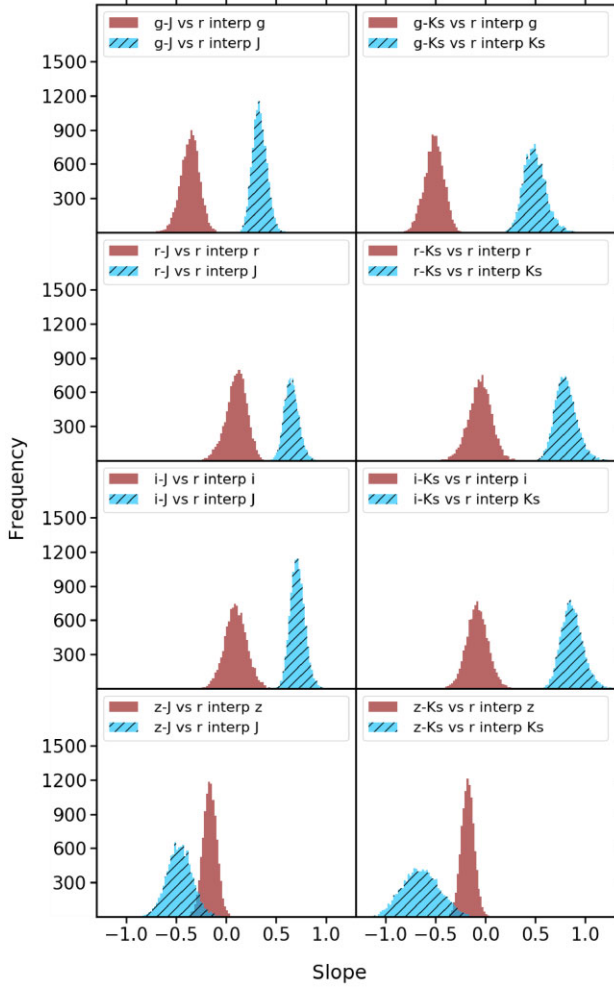 g-J vs r interp g
g-J vs r interp J
g-Ks vs r interp g
g-Ks vs r interp Ks
1500
1200
900
600
300
r-J vs r interp r
r-J vs r interp J
r-Ks vs r interp r
r-Ks vs r interp Ks
1500
1200
900
600
300
Frequency
i-J vs r interp i
i-J vs r interp J
i-Ks vs r interp i
i-Ks vs r interp Ks
1500
1200
900
600
300
z-J vs r interp z
z-J vs r interp J
z-Ks vs r interp z
z-Ks vs r interp Ks
1500
1200
900
600
300
−1.0 −0.5 0.0 0.5 1.0 −1.0 −0.5 0.0 0.5 1.0
Slope